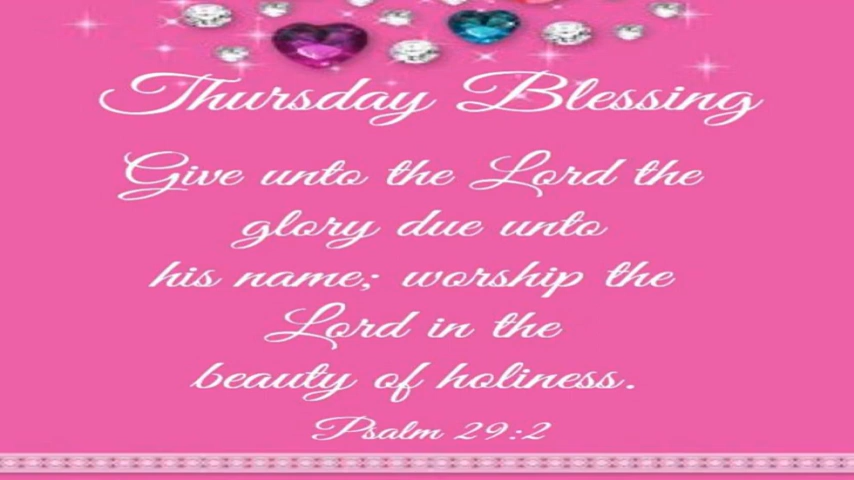 Thursday Blessing
Give unto the Lord the
glory due unto
his name; worship the
Lord in the
beauty of holiness.
Psalm 29:2